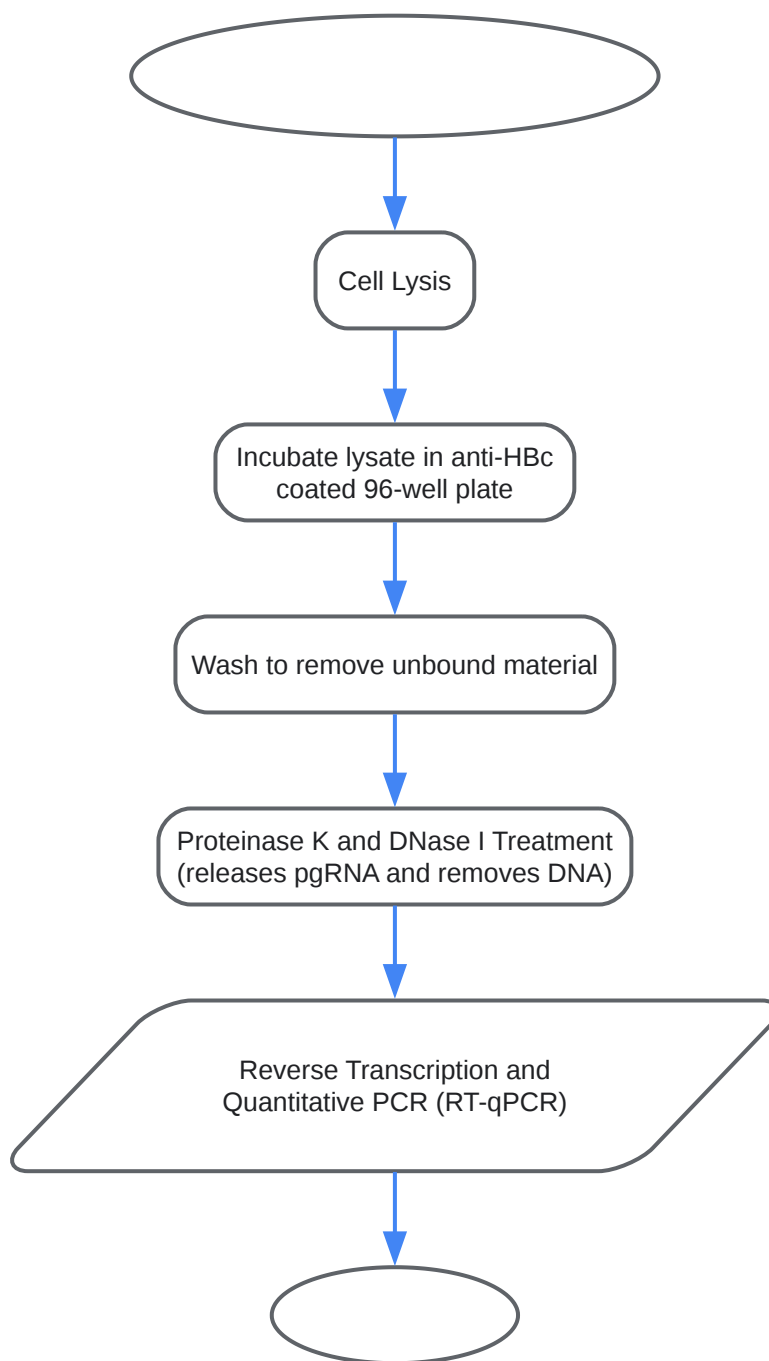 Cell Lysis
Incubate lysate in anti-HBc
coated 96-well plate
Wash to remove unbound material
Proteinase K and DNase I Treatment
(releases pgRNA and removes DNA)
Reverse Transcription and
Quantitative PCR (RT-qPCR)